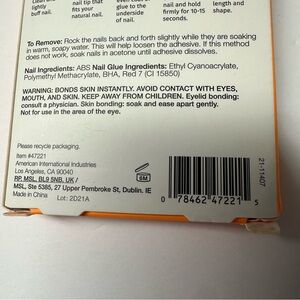 nail tip that
fits your
natural nail.
glue to the
underside
of nail.
nail and hold
firmly for 10-15
seconds.
length and
shape.
To Remove: Rock the nails back and forth slightly while they are soaking
in warm, soapy water. This will help loosen the adhesive. If this method
does not work, soak nails in acetone until adhesive dissolves.
Nail Ingredients: ABS Nail Glue Ingredients: Ethyl Cyanoacrylate,
Polymethyl Methacrylate, BHA, Red 7 (CI 15850)
WARNING: BONDS SKIN INSTANTLY. AVOID CONTACT WITH EYES,
MOUTH, AND SKIN. KEEP AWAY FROM CHILDREN. Eyelid bonding:
consult a physician. Skin bonding: soak and ease apart gently.
Not for use in the area of the eye.
Please recycle packaging.
Item #47221
American International Industries
Los Angeles, CA 90040
RP, MSL, BL9 5NB, UK /
MSL, Ste 5385, 27 Upper Pembroke St, Dublin. IE
Made in China Lot: 2D21A
6M
21-11407
0 78462 47221 5